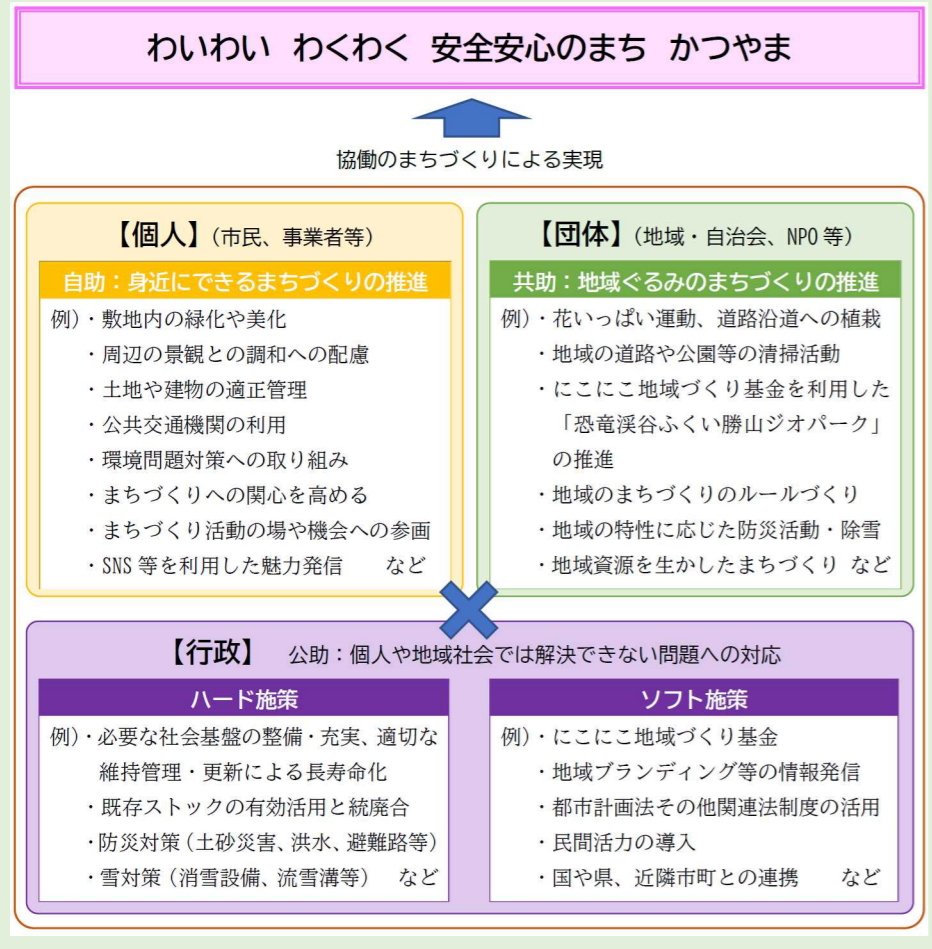 わいわい わくわく 安全安心のまち かつやま
協働のまちづくりによる実現
【個人】(市民、事業者等)
自助：身近にできるまちづくりの推進
例)・敷地内の緑化や美化
・周辺の景観との調和への配慮
・土地や建物の適正管理
・公共交通機関の利用
・環境問題対策への取り組み
・まちづくりへの関心を高める
・まちづくり活動の場や機会への参画
・SNS 等を利用した魅力発信 など
【団体】(地域・自治会、NPO 等)
共助：地域ぐるみのまちづくりの推進
例)・花いっぱい運動、道路沿道への植栽
・地域の道路や公園等の清掃活動
・にこにこ地域づくり基金を利用した
「恐竜渓谷ふくい勝山ジオパーク」
の推進
・地域のまちづくりのルールづくり
・地域の特性に応じた防災活動・除雪
・地域資源を生かしたまちづくり など
【行政】 公助：個人や地域社会では解決できない問題への対応
ハード施策
例)・必要な社会基盤の整備・充実、適切な
維持管理・更新による長寿命化
・既存ストックの有効活用と統廃合
・防災対策(土砂災害、洪水、避難路等)
・雪対策(消雪設備、流雪溝等) など
ソフト施策
例)・にこにこ地域づくり基金
・地域ブランディング等の情報発信
・都市計画法その他関連法制度の活用
・民間活力の導入
・国や県、近隣市町との連携 など